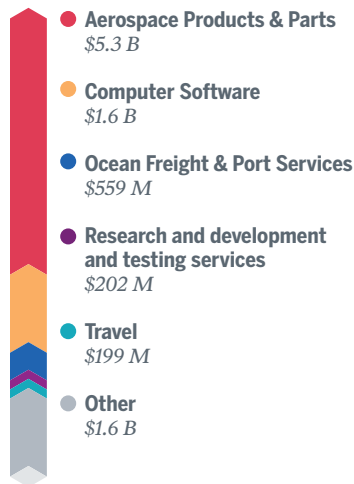 Aerospace Products & Parts
$5.3 B
Computer Software
$1.6 B
Ocean Freight & Port Services
$559 M
Research and development
and testing services
$202 M
Travel
$199 M
Other
$1.6 B